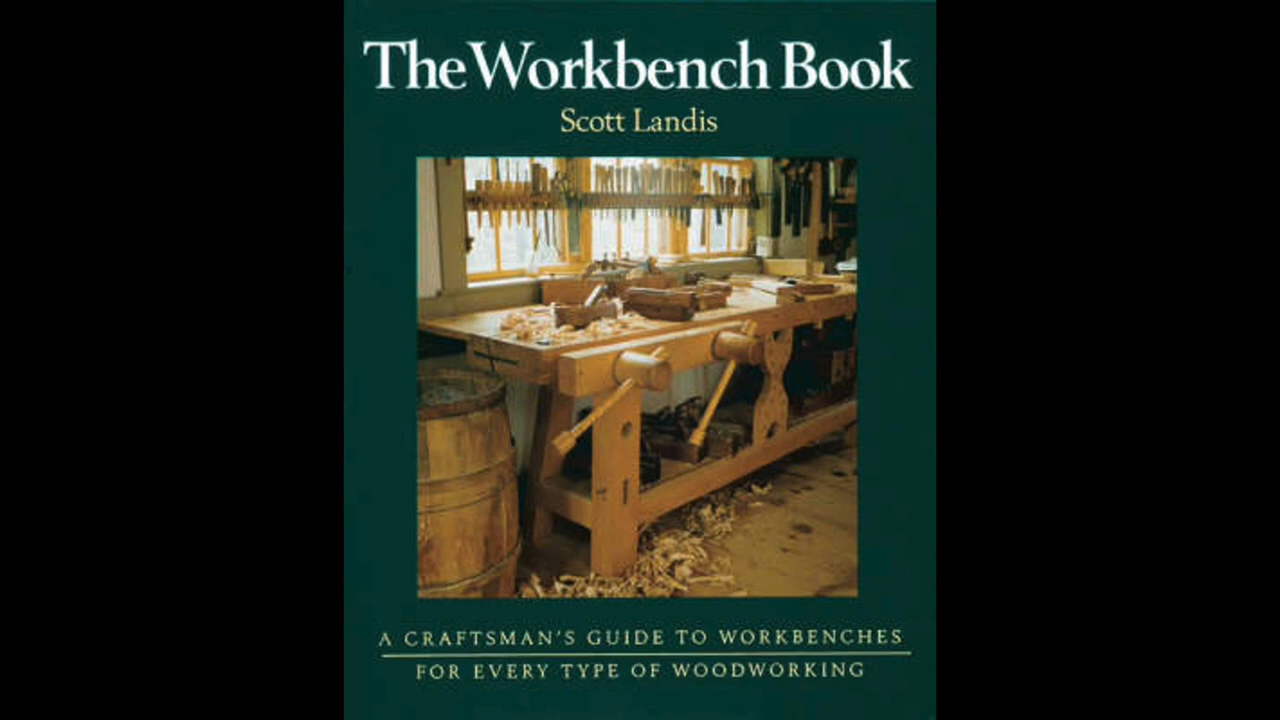 The Workbench Book
Scott Landis
A CRAFTSMAN'S GUIDE TO WORKBENCHES
FOR EVERY TYPE OF WOODWORKING